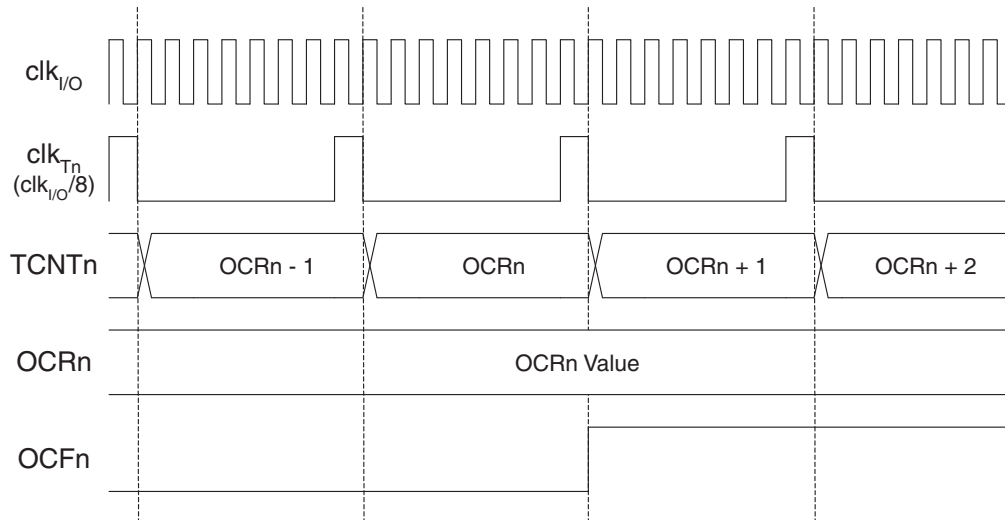 clkI/O
clkTn
(clkI/O/8)
TCNTn OCRn - 1 OCRn OCRn + 1 OCRn + 2
OCRn OCRn Value
OCFn